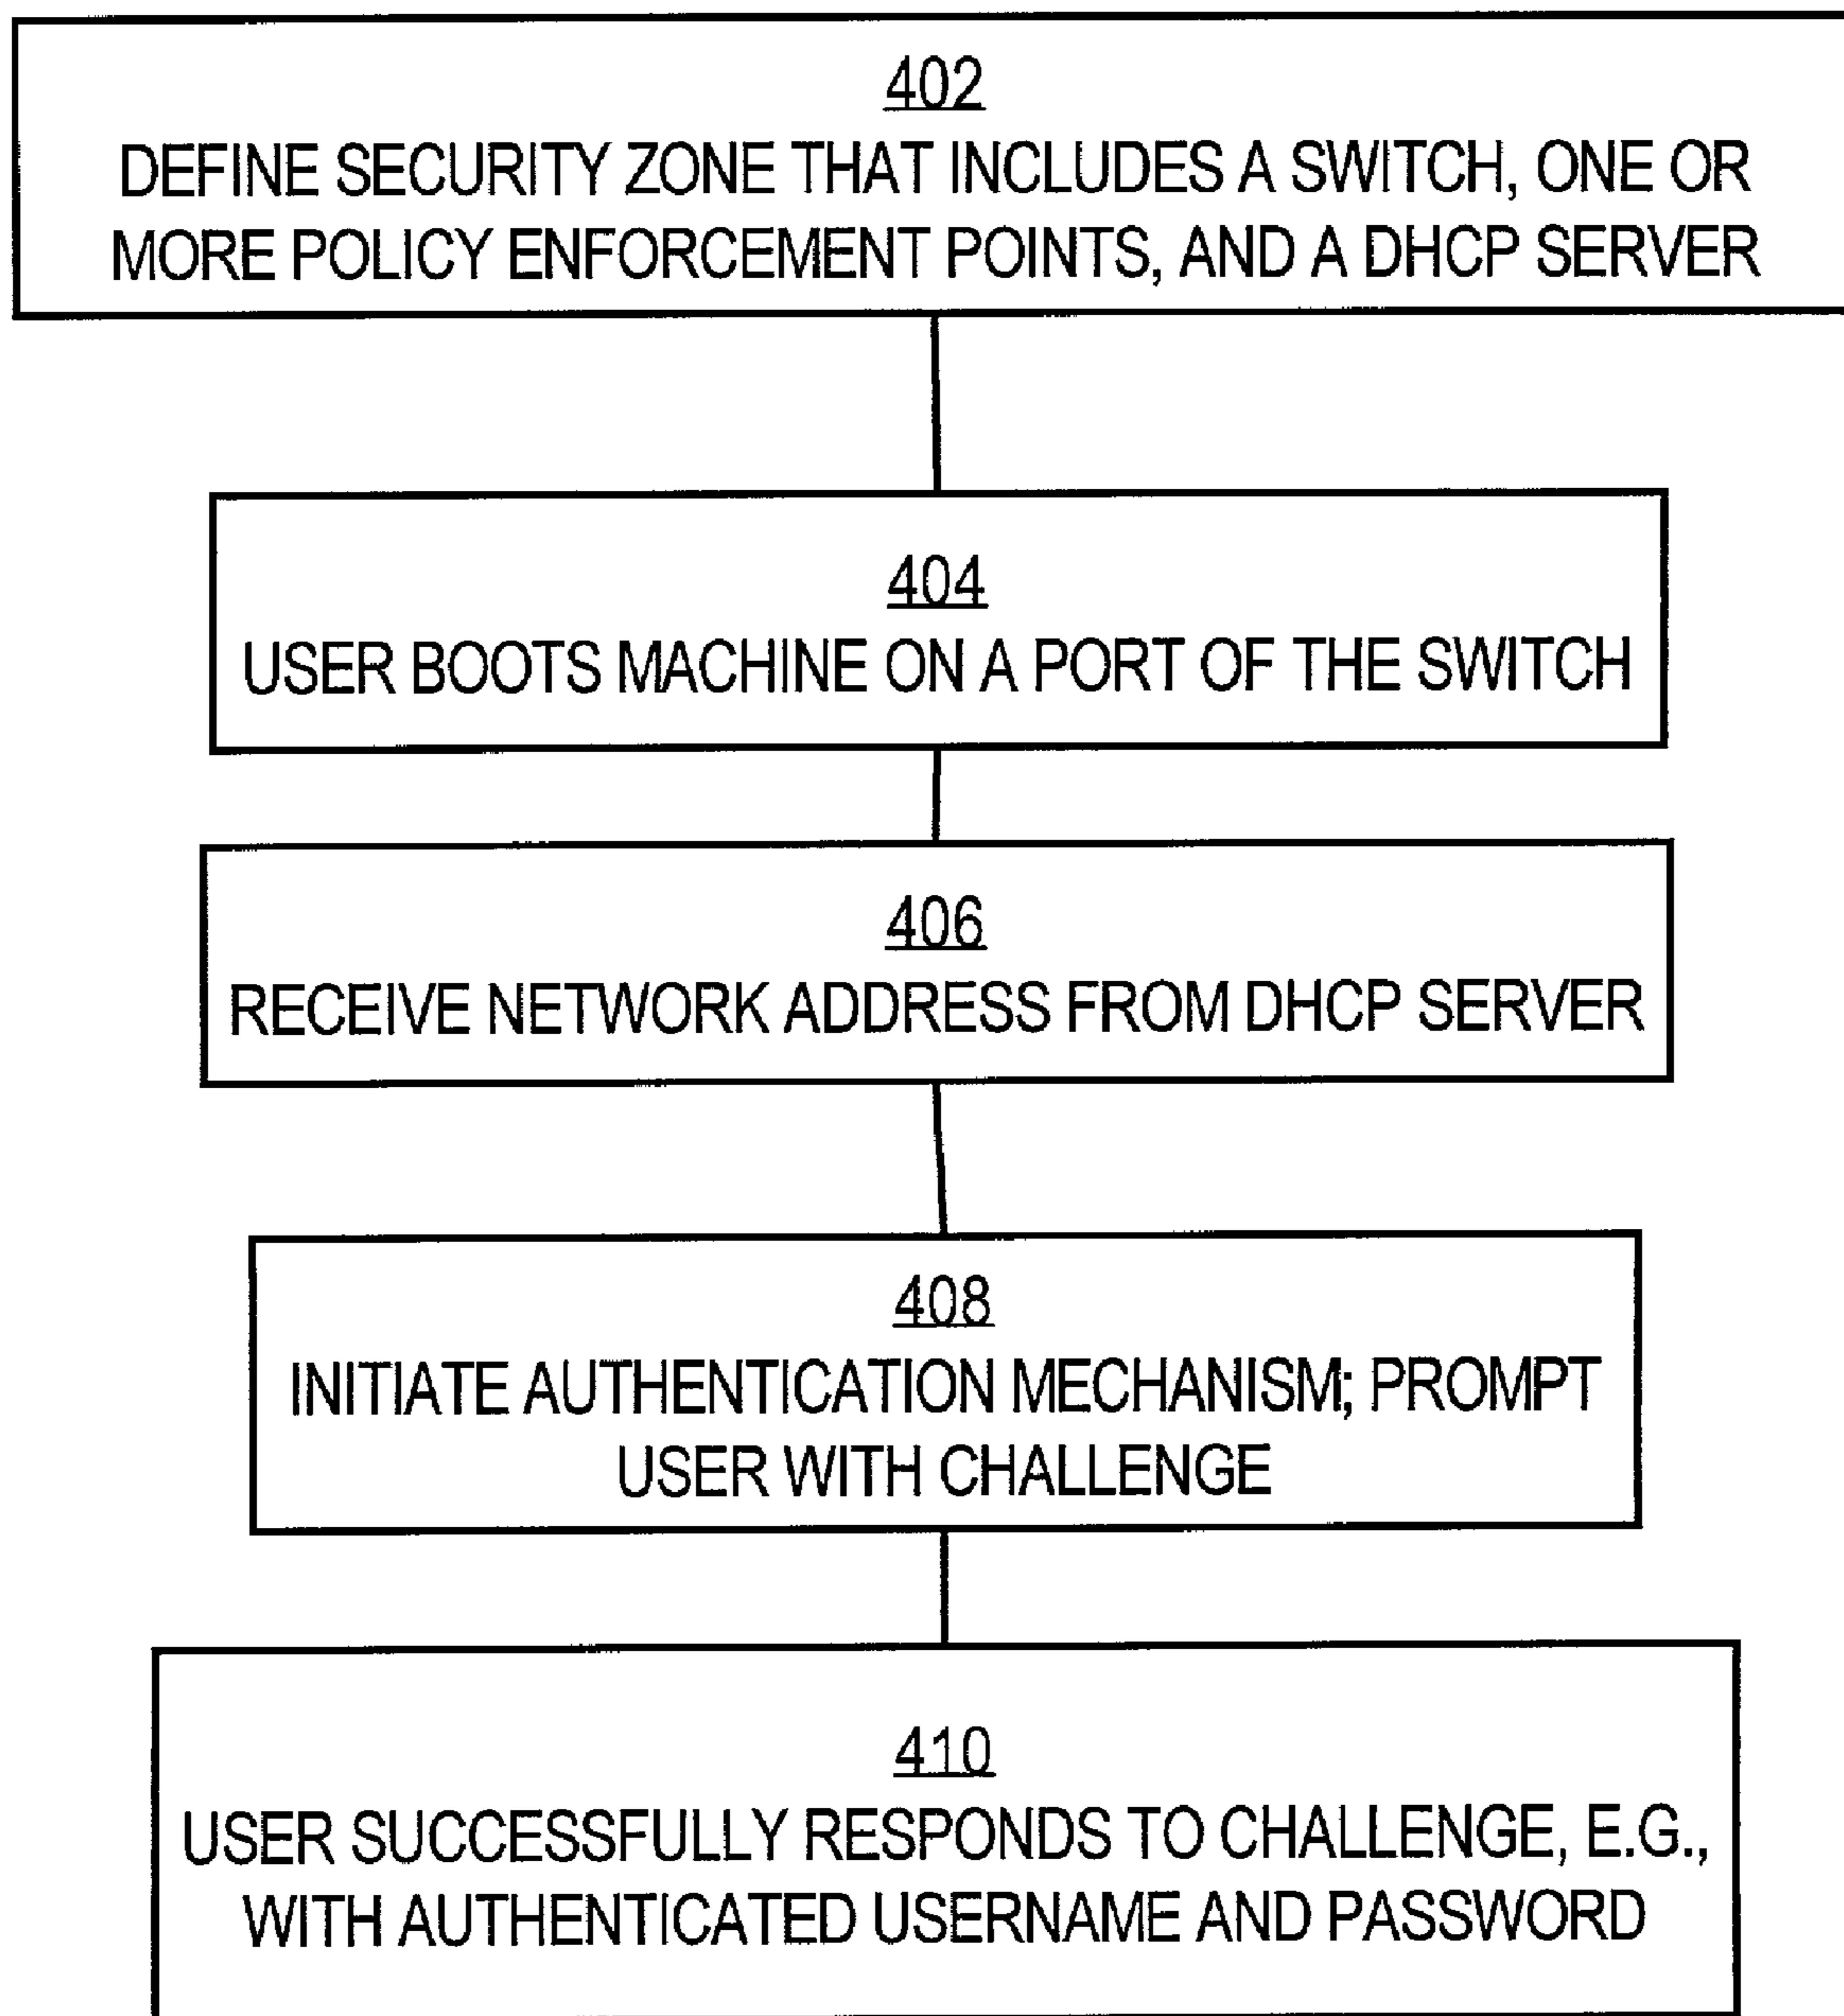 402
DEFINE SECURITY ZONE THAT INCLUDES A SWITCH, ONE OR
MORE POLICY ENFORCEMENT POINTS, AND A DHCP SERVER
404
USER BOOTS MACHINE ON A PORT OF THE SWITCH
406
RECEIVE NETWORK ADDRESS FROM DHCP SERVER
408
INITIATE AUTHENTICATION MECHANISM; PROMPT
USER WITH CHALLENGE
410
USER SUCCESSFULLY RESPONDS TO CHALLENGE, E.G.,
WITH AUTHENTICATED USERNAME AND PASSWORD